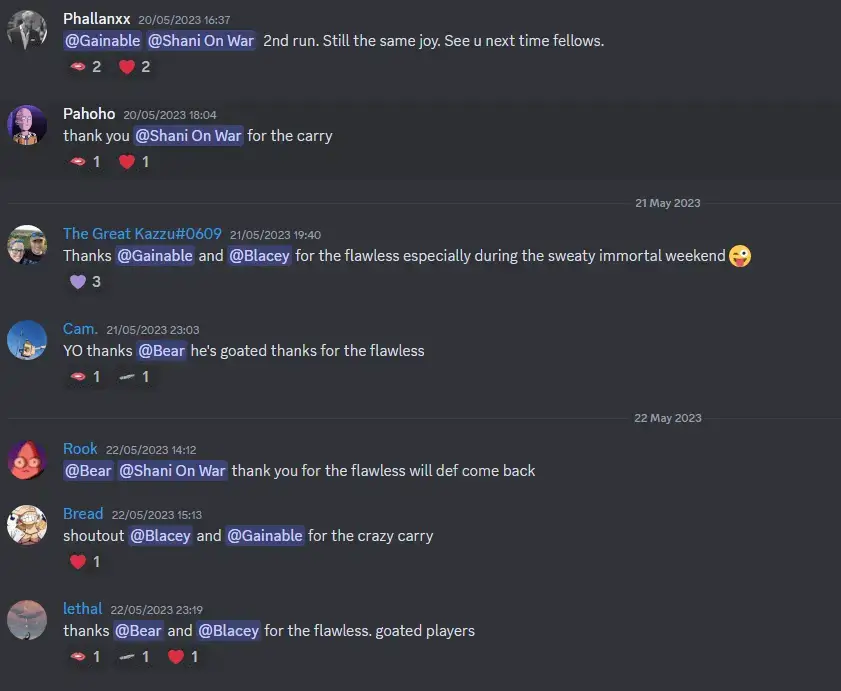 Phallanxx 20/05/2023 16:37
@Gainable @Shani On War 2nd run. Still the same joy. See u next time fellows.
2 2
Pahoho 20/05/2023 18:04
thank you @Shani On War for the carry
1 1
21 May 2023
The Great Kazzu#0609 21/05/2023 19:40
Thanks @Gainable and @Blacey for the flawless especially during the sweaty immortal weekend
3
Cam. 21/05/2023 23:03
YO thanks @Bear he's goated thanks for the flawless
1 1
22 May 2023
Rook 22/05/2023 14:12
@Bear @Shani On War thank you for the flawless will def come back
Bread 22/05/2023 15:13
shoutout @Blacey and @Gainable for the crazy carry
1
lethal 22/05/2023 23:19
thanks @Bear and @Blacey for the flawless. goated players
1 1 1